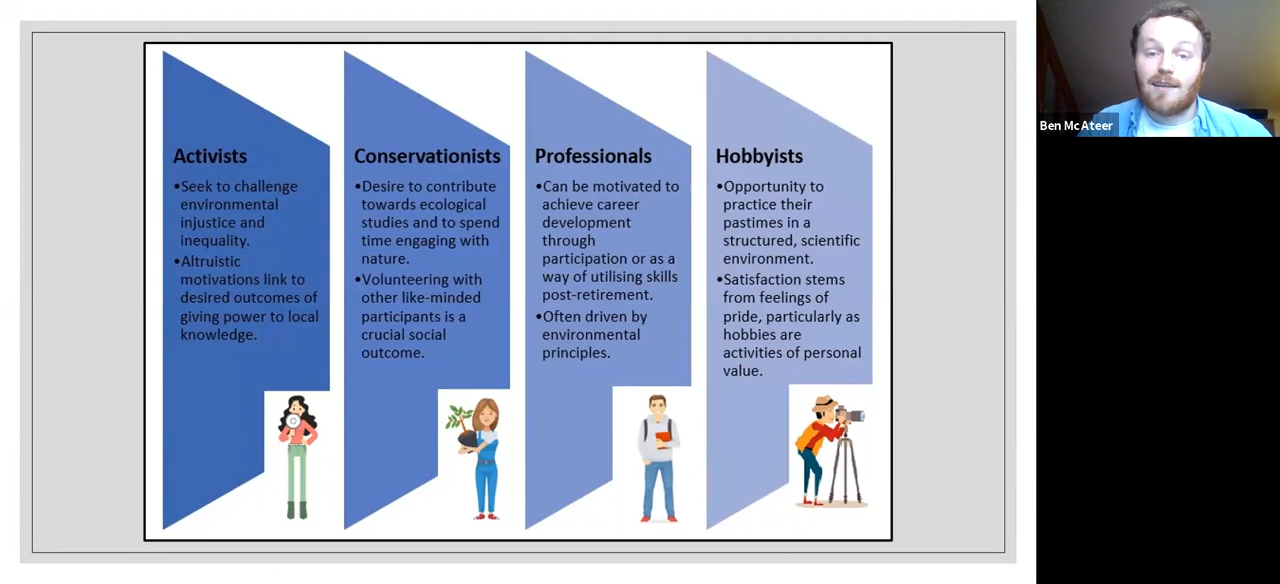 Activists
•Seek to challenge
environmental
injustice and
inequality.
•Altruistic
motivations link to
desired outcomes of
giving power to local
knowledge.
Conservationists
•Desire to contribute
towards ecological
studies and to spend
time engaging with
nature.
•Volunteering with
other like-minded
participants is a
crucial social
outcome.
Professionals
•Can be motivated to
achieve career
development
through
participation or as a
way of utilising skills
post-retirement.
•Often driven by
environmental
principles.
Hobbyists
•Opportunity to
practice their
pastimes in a
structured, scientific
environment.
•Satisfaction stems
from feelings of
pride, particularly as
hobbies are
activities of personal
value.
Ben McAteer